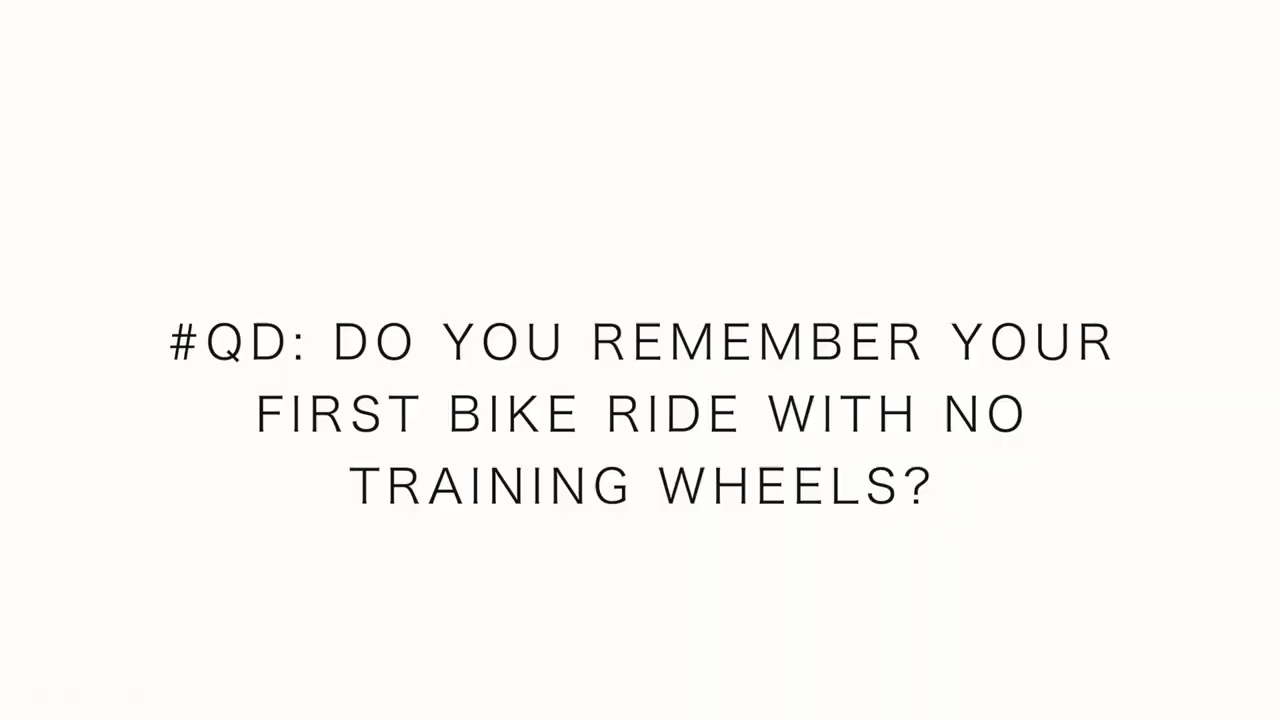 #QD: DO YOU REMEMBER YOUR
FIRST BIKE RIDE WITH NO
TRAINING WHEELS?